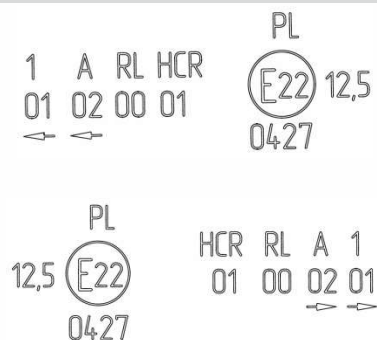 PL
1 A RL HCR
E22 12,5
01 02 00 01
← ←
0427
PL
HCR RL A 1
12,5 E22
01 00 02 01
→ →
0427